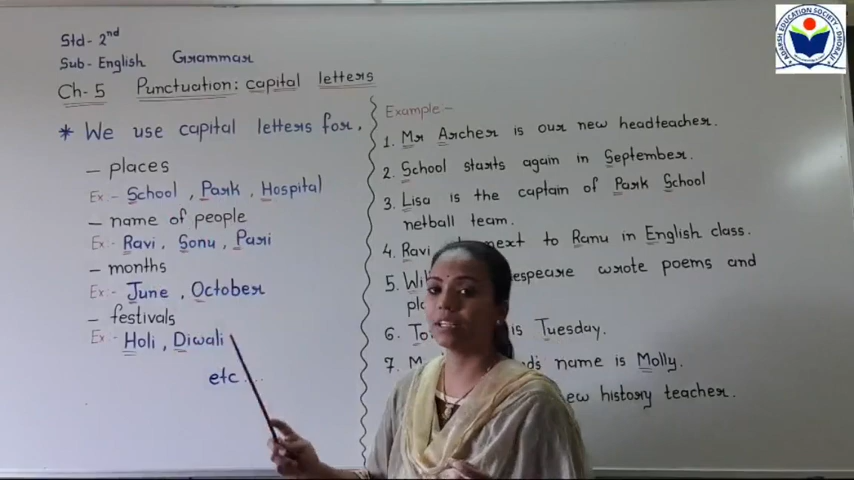 Std- 2nd
Sub- English Grammar
Ch- 5 Punctuation: capital letters
* We use capital letters for,
- places
Ex:- School, Park, Hospital
- name of people
Ex:- Ravi, Sonu, Pari
- months
Ex:- June, October
- festivals
Ex:- Holi, Diwali
etc....
Example -
1. Mr Archer is our new headteacher.
2. School starts again in September.
3. Lisa is the captain of Park School
netball team.
4. Ravi next to Ramu in English class.
5. wrote poems and
6. is Tuesday.
7. name is Molly.
new history teacher.
ADARSH EDUCATION SOCIETY - DHORAJI